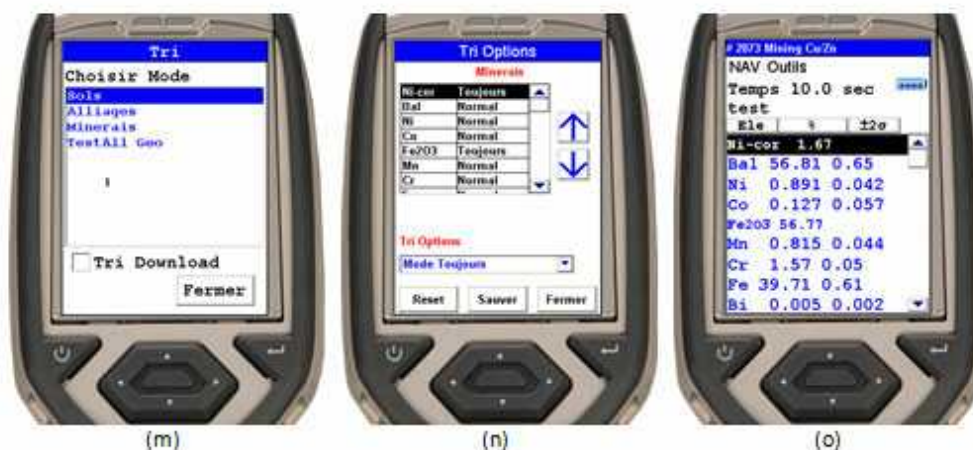 Tri
Choisir Mode
Sols
Alliages
Minerais
TestAll Geo
Tri Download
Fermer
(m)
Tri Options
Minerais
Ni-cor Toujours
Bal Normal
Ni Normal
Co Normal
Fe2O3 Toujours
Mn Normal
Cr Normal
Tri Options
Mode Toujours
Reset Sauver Fermer
(n)
# 2073 Mining Cu/Zn
NAV Outils
Temps 10.0 sec
test
Ele % ±2σ
Ni-cor 1.67
Bal 56.81 0.65
Ni 0.891 0.042
Co 0.127 0.057
Fe2O3 56.77
Mn 0.815 0.044
Cr 1.57 0.05
Fe 39.71 0.61
Bi 0.005 0.002
(o)